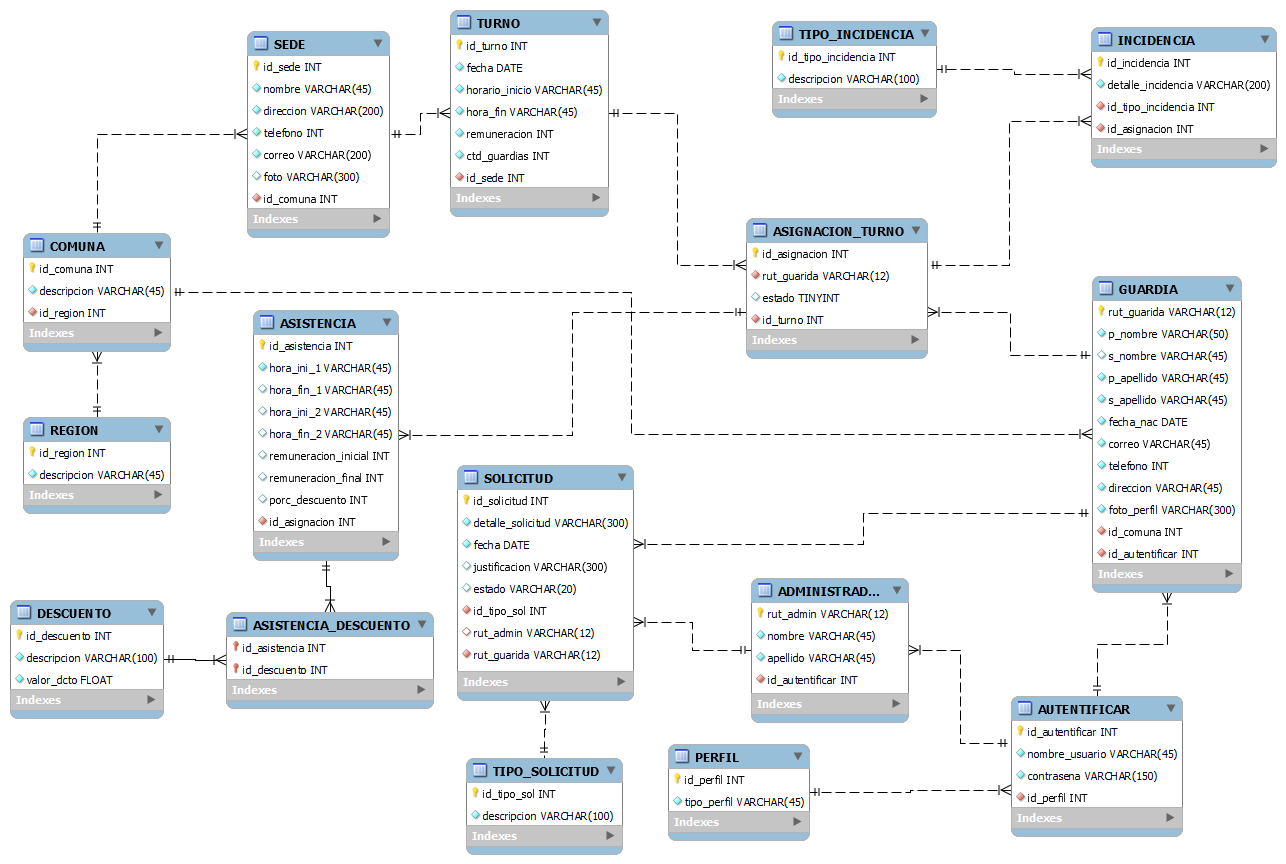 SEDE
id_sede INT
nombre VARCHAR(45)
direccion VARCHAR(200)
telefono INT
correo VARCHAR(200)
foto VARCHAR(300)
id_comuna INT
Indexes
TURNO
id_turno INT
fecha DATE
horario_inicio VARCHAR(45)
hora_fin VARCHAR(45)
remuneracion INT
ctd_guardias INT
id_sede INT
Indexes
TIPO_INCIDENCIA
id_tipo_incidencia INT
descripcion VARCHAR(100)
Indexes
INCIDENCIA
id_incidencia INT
detalle_incidencia VARCHAR(200)
id_tipo_incidencia INT
id_asignacion INT
Indexes
COMUNA
id_comuna INT
descripcion VARCHAR(45)
id_region INT
Indexes
ASIGNACION_TURNO
id_asignacion INT
rut_guarida VARCHAR(12)
estado TINYINT
id_turno INT
Indexes
GUARDIA
rut_guarida VARCHAR(12)
p_nombre VARCHAR(50)
s_nombre VARCHAR(45)
p_apellido VARCHAR(45)
s_apellido VARCHAR(45)
fecha_nac DATE
correo VARCHAR(45)
telefono INT
direccion VARCHAR(45)
foto_perfil VARCHAR(300)
id_comuna INT
id_autentificar INT
Indexes
ASISTENCIA
id_asistencia INT
hora_ini_1 VARCHAR(45)
hora_fin_1 VARCHAR(45)
hora_ini_2 VARCHAR(45)
hora_fin_2 VARCHAR(45)
remuneracion_inicial INT
remuneracion_final INT
porc_descuento INT
id_asignacion INT
Indexes
REGION
id_region INT
descripcion VARCHAR(45)
Indexes
SOLICITUD
id_solicitud INT
detalle_solicitud VARCHAR(300)
fecha DATE
justificacion VARCHAR(300)
estado VARCHAR(20)
id_tipo_sol INT
rut_admin VARCHAR(12)
rut_guarida VARCHAR(12)
Indexes
DESCUENTO
id_descuento INT
descripcion VARCHAR(100)
valor_dcto FLOAT
Indexes
ASISTENCIA_DESCUENTO
id_asistencia INT
id_descuento INT
Indexes
ADMINISTRAD...
rut_admin VARCHAR(12)
nombre VARCHAR(45)
apellido VARCHAR(45)
id_autentificar INT
Indexes
AUTENTIFICAR
id_autentificar INT
nombre_usuario VARCHAR(45)
contrasena VARCHAR(150)
id_perfil INT
Indexes
PERFIL
id_perfil INT
tipo_perfil VARCHAR(45)
Indexes
TIPO_SOLICITUD
id_tipo_sol INT
descripcion VARCHAR(100)
Indexes